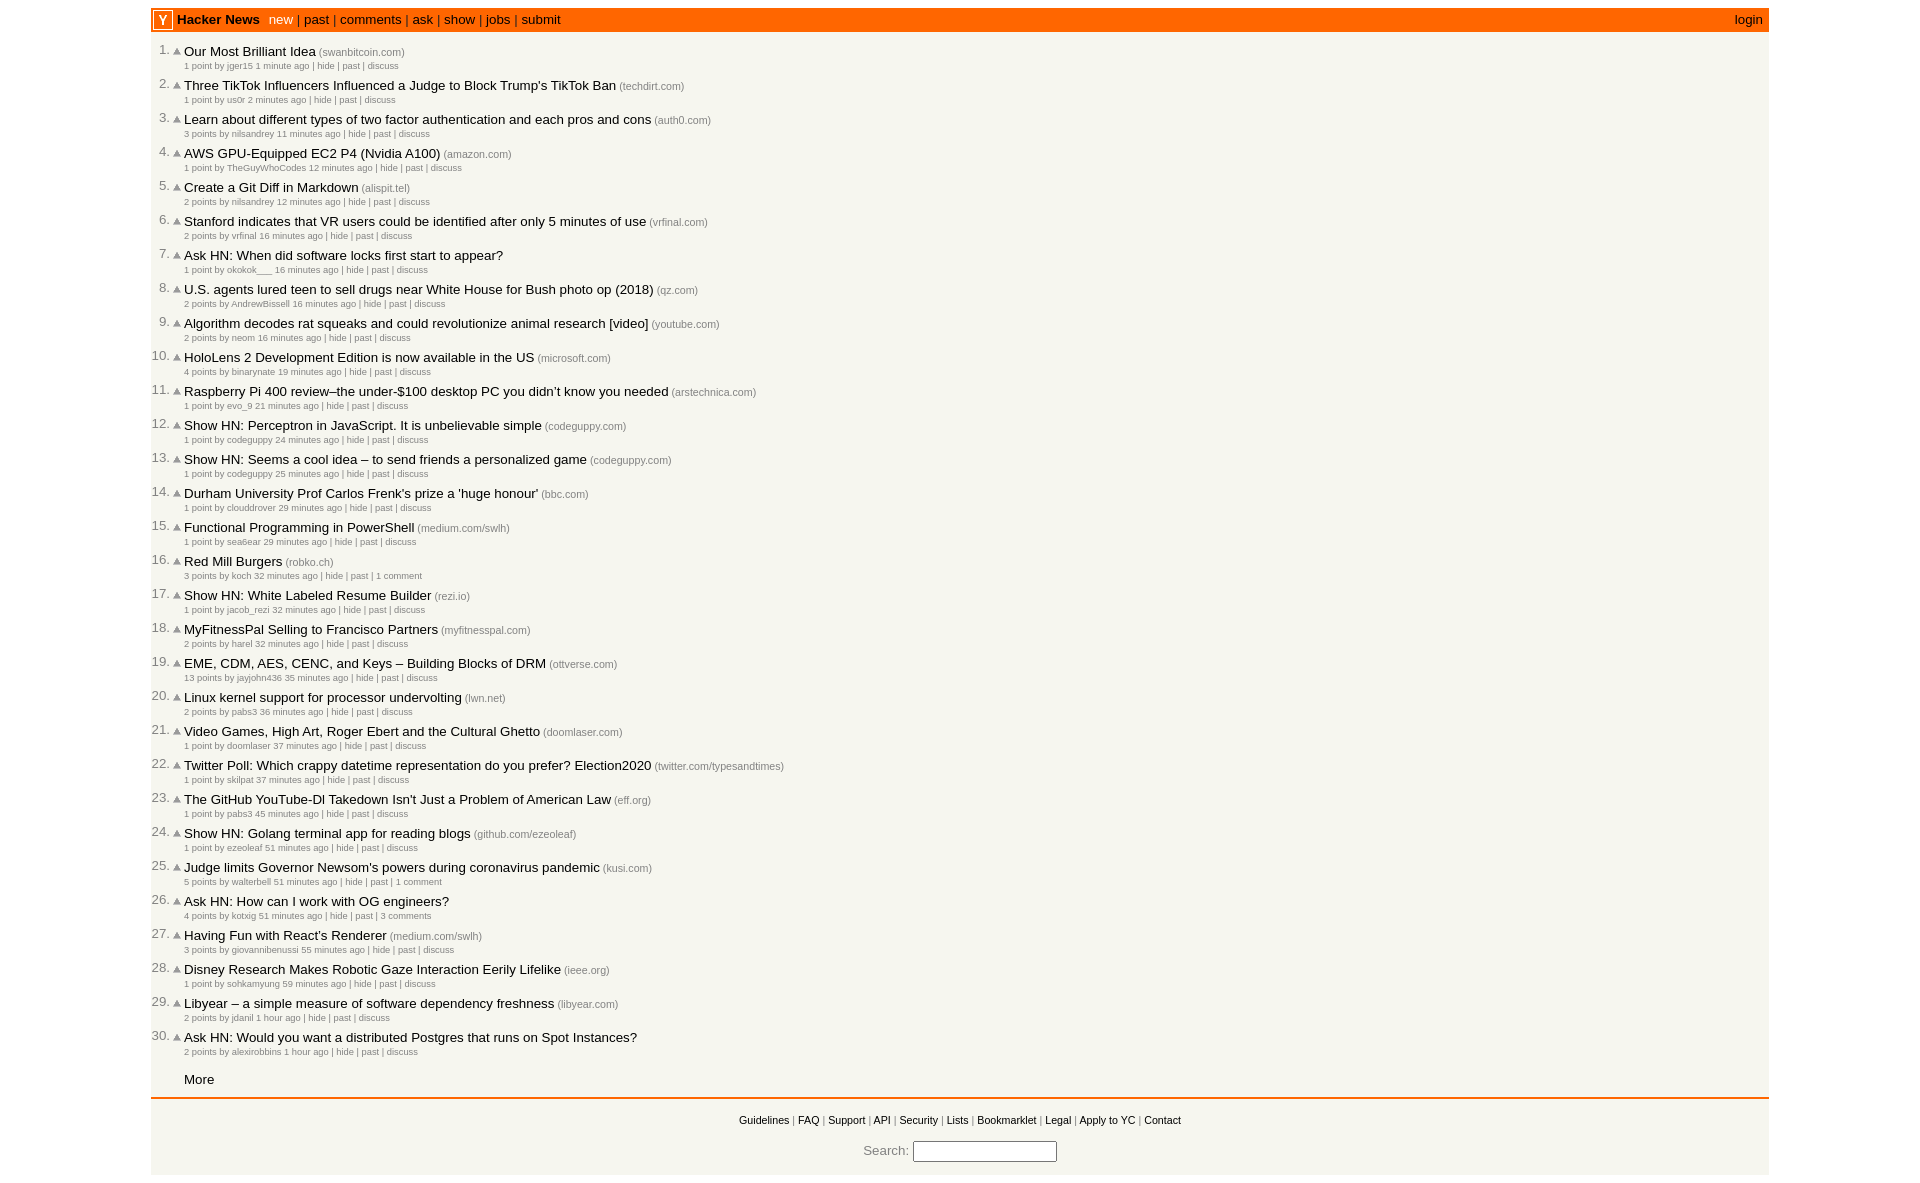 Y Hacker News new | past | comments | ask | show | jobs | submit login
1. Our Most Brilliant Idea (swanbitcoin.com)
1 point by jger15 1 minute ago | hide | past | discuss
2. Three TikTok Influencers Influenced a Judge to Block Trump's TikTok Ban (techdirt.com)
1 point by us0r 2 minutes ago | hide | past | discuss
3. Learn about different types of two factor authentication and each pros and cons (auth0.com)
3 points by nilsandrey 11 minutes ago | hide | past | discuss
4. AWS GPU-Equipped EC2 P4 (Nvidia A100) (amazon.com)
1 point by TheGuyWhoCodes 12 minutes ago | hide | past | discuss
5. Create a Git Diff in Markdown (alispit.tel)
2 points by nilsandrey 12 minutes ago | hide | past | discuss
6. Stanford indicates that VR users could be identified after only 5 minutes of use (vrfinal.com)
2 points by vrfinal 16 minutes ago | hide | past | discuss
7. Ask HN: When did software locks first start to appear?
1 point by okokok___ 16 minutes ago | hide | past | discuss
8. U.S. agents lured teen to sell drugs near White House for Bush photo op (2018) (qz.com)
2 points by AndrewBissell 16 minutes ago | hide | past | discuss
9. Algorithm decodes rat squeaks and could revolutionize animal research [video] (youtube.com)
2 points by neom 16 minutes ago | hide | past | discuss
10. HoloLens 2 Development Edition is now available in the US (microsoft.com)
4 points by binarynate 19 minutes ago | hide | past | discuss
11. Raspberry Pi 400 review–the under-$100 desktop PC you didn’t know you needed (arstechnica.com)
1 point by evo_9 21 minutes ago | hide | past | discuss
12. Show HN: Perceptron in JavaScript. It is unbelievable simple (codeguppy.com)
1 point by codeguppy 24 minutes ago | hide | past | discuss
13. Show HN: Seems a cool idea – to send friends a personalized game (codeguppy.com)
1 point by codeguppy 25 minutes ago | hide | past | discuss
14. Durham University Prof Carlos Frenk's prize a 'huge honour' (bbc.com)
1 point by clouddrover 29 minutes ago | hide | past | discuss
15. Functional Programming in PowerShell (medium.com/swlh)
1 point by sea6ear 29 minutes ago | hide | past | discuss
16. Red Mill Burgers (robko.ch)
3 points by koch 32 minutes ago | hide | past | 1 comment
17. Show HN: White Labeled Resume Builder (rezi.io)
1 point by jacob_rezi 32 minutes ago | hide | past | discuss
18. MyFitnessPal Selling to Francisco Partners (myfitnesspal.com)
2 points by harel 32 minutes ago | hide | past | discuss
19. EME, CDM, AES, CENC, and Keys – Building Blocks of DRM (ottverse.com)
13 points by jayjohn436 35 minutes ago | hide | past | discuss
20. Linux kernel support for processor undervolting (lwn.net)
2 points by pabs3 36 minutes ago | hide | past | discuss
21. Video Games, High Art, Roger Ebert and the Cultural Ghetto (doomlaser.com)
1 point by doomlaser 37 minutes ago | hide | past | discuss
22. Twitter Poll: Which crappy datetime representation do you prefer? Election2020 (twitter.com/typesandtimes)
1 point by skilpat 37 minutes ago | hide | past | discuss
23. The GitHub YouTube-Dl Takedown Isn't Just a Problem of American Law (eff.org)
1 point by pabs3 45 minutes ago | hide | past | discuss
24. Show HN: Golang terminal app for reading blogs (github.com/ezeoleaf)
1 point by ezeoleaf 51 minutes ago | hide | past | discuss
25. Judge limits Governor Newsom's powers during coronavirus pandemic (kusi.com)
5 points by walterbell 51 minutes ago | hide | past | 1 comment
26. Ask HN: How can I work with OG engineers?
4 points by kotxig 51 minutes ago | hide | past | 3 comments
27. Having Fun with React's Renderer (medium.com/swlh)
3 points by giovannibenussi 55 minutes ago | hide | past | discuss
28. Disney Research Makes Robotic Gaze Interaction Eerily Lifelike (ieee.org)
1 point by sohkamyung 59 minutes ago | hide | past | discuss
29. Libyear – a simple measure of software dependency freshness (libyear.com)
2 points by jdanil 1 hour ago | hide | past | discuss
30. Ask HN: Would you want a distributed Postgres that runs on Spot Instances?
2 points by alexirobbins 1 hour ago | hide | past | discuss
More
Guidelines | FAQ | Support | API | Security | Lists | Bookmarklet | Legal | Apply to YC | Contact
Search: